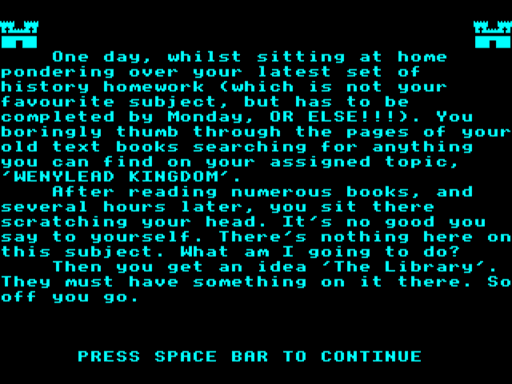 One day, whilst sitting at home
pondering over your latest set of
history homework (which is not your
favourite subject, but has to be
completed by Monday, OR ELSE!!!). You
boringly thumb through the pages of your
old text books searching for anything
you can find on your assigned topic,
'WENYLEAD KINGDOM'.
After reading numerous books, and
several hours later, you sit there
scratching your head. It's no good you
say to yourself. There's nothing here on
this subject. What am I going to do?
Then you get an idea 'The Library'.
They must have something on it there. So
off you go.
PRESS SPACE BAR TO CONTINUE